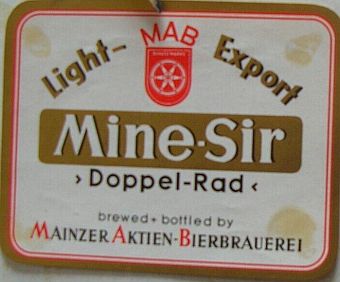 MAB
Light- Export
Mine-Sir
› Doppel-Rad ‹
brewed + bottled by
MAINZER AKTIEN-BIERBRAUEREI